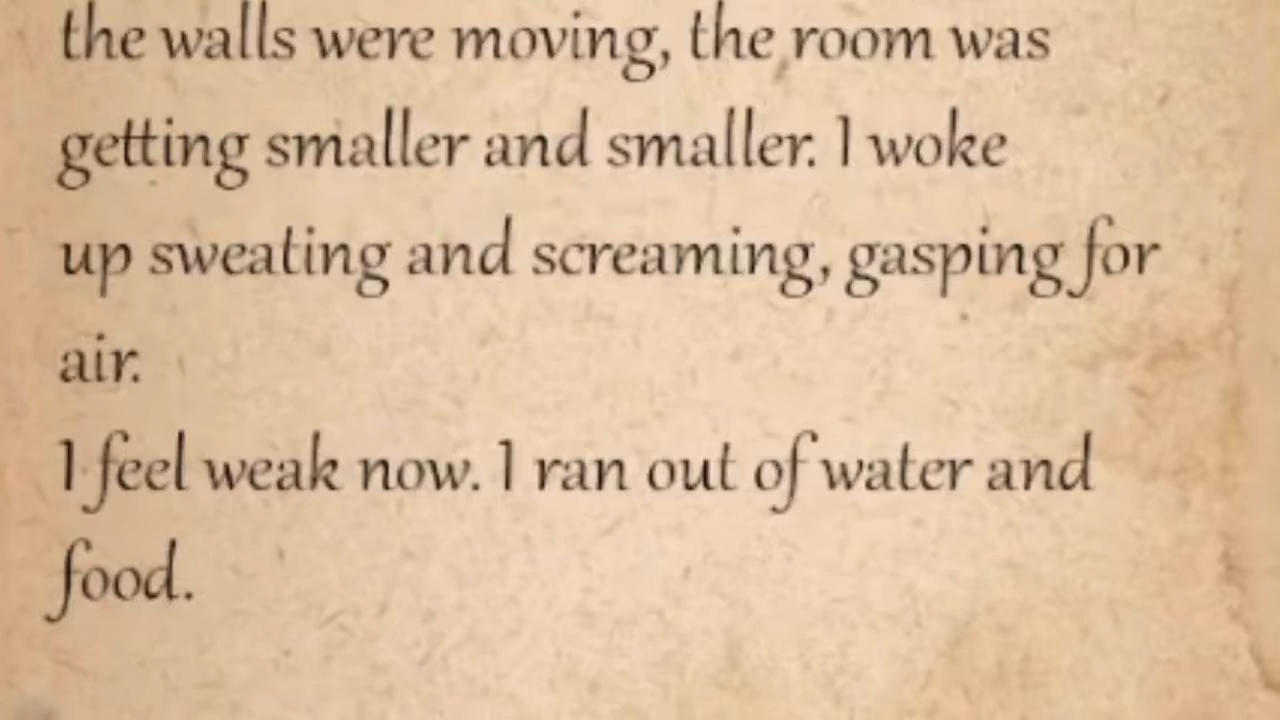 the walls were moving, the room was
getting smaller and smaller. I woke
up sweating and screaming, gasping for
air.
I feel weak now. I ran out of water and
food.